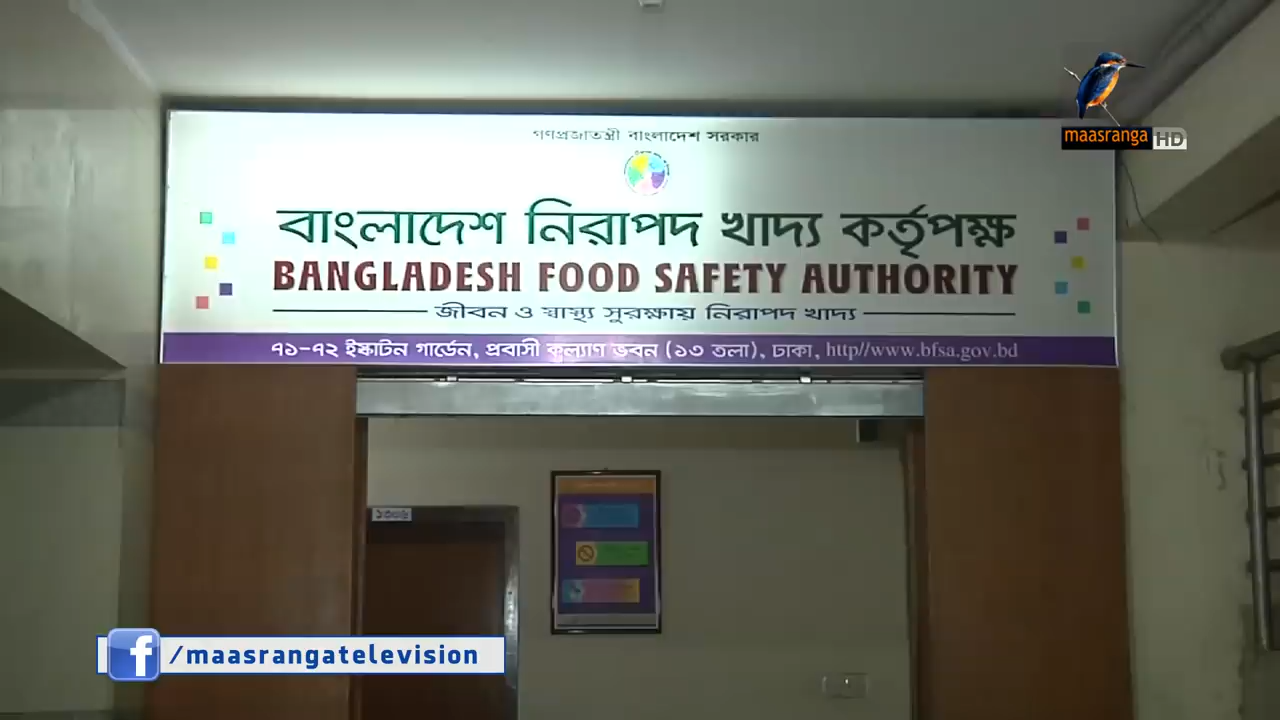 গণপ্রজাতন্ত্রী বাংলাদেশ সরকার
বাংলাদেশ নিরাপদ খাদ্য কর্তৃপক্ষ
BANGLADESH FOOD SAFETY AUTHORITY
জীবন ও স্বাস্থ্য সুরক্ষায় নিরাপদ খাদ্য
৭১-৭২ ইস্কাটন গার্ডেন, প্রবাসী কল্যাণ ভবন (১৩ তলা), ঢাকা, http//www.bfsa.gov.bd
maasranga HD
f /maasrangatelevision